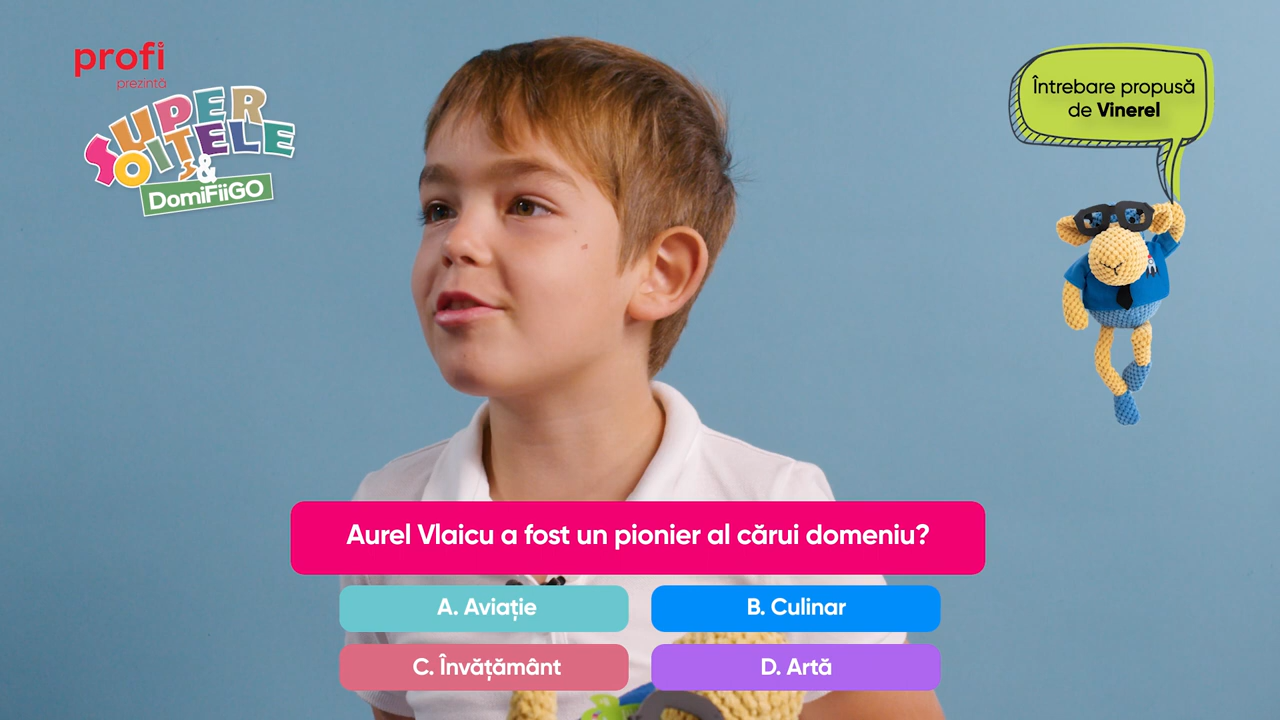 profi
prezintă
SUPER
ȘOIȚELE
&
DomiFiiGO
Întrebare propusă
de Vinerel
Aurel Vlaicu a fost un pionier al cărui domeniu?
A. Aviație
B. Culinar
C. Învățământ
D. Artă